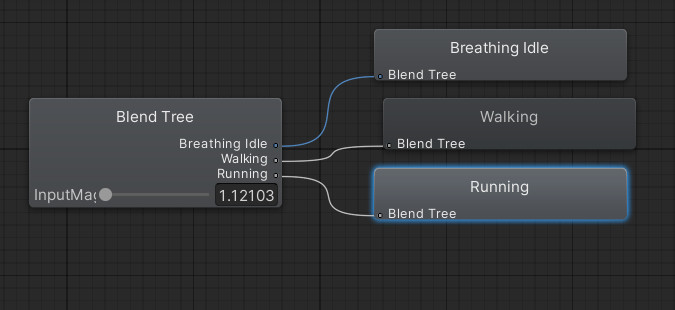 Blend Tree
Breathing Idle
Walking
Running
InputMag
1.12103
Breathing Idle
Blend Tree
Walking
Blend Tree
Running
Blend Tree